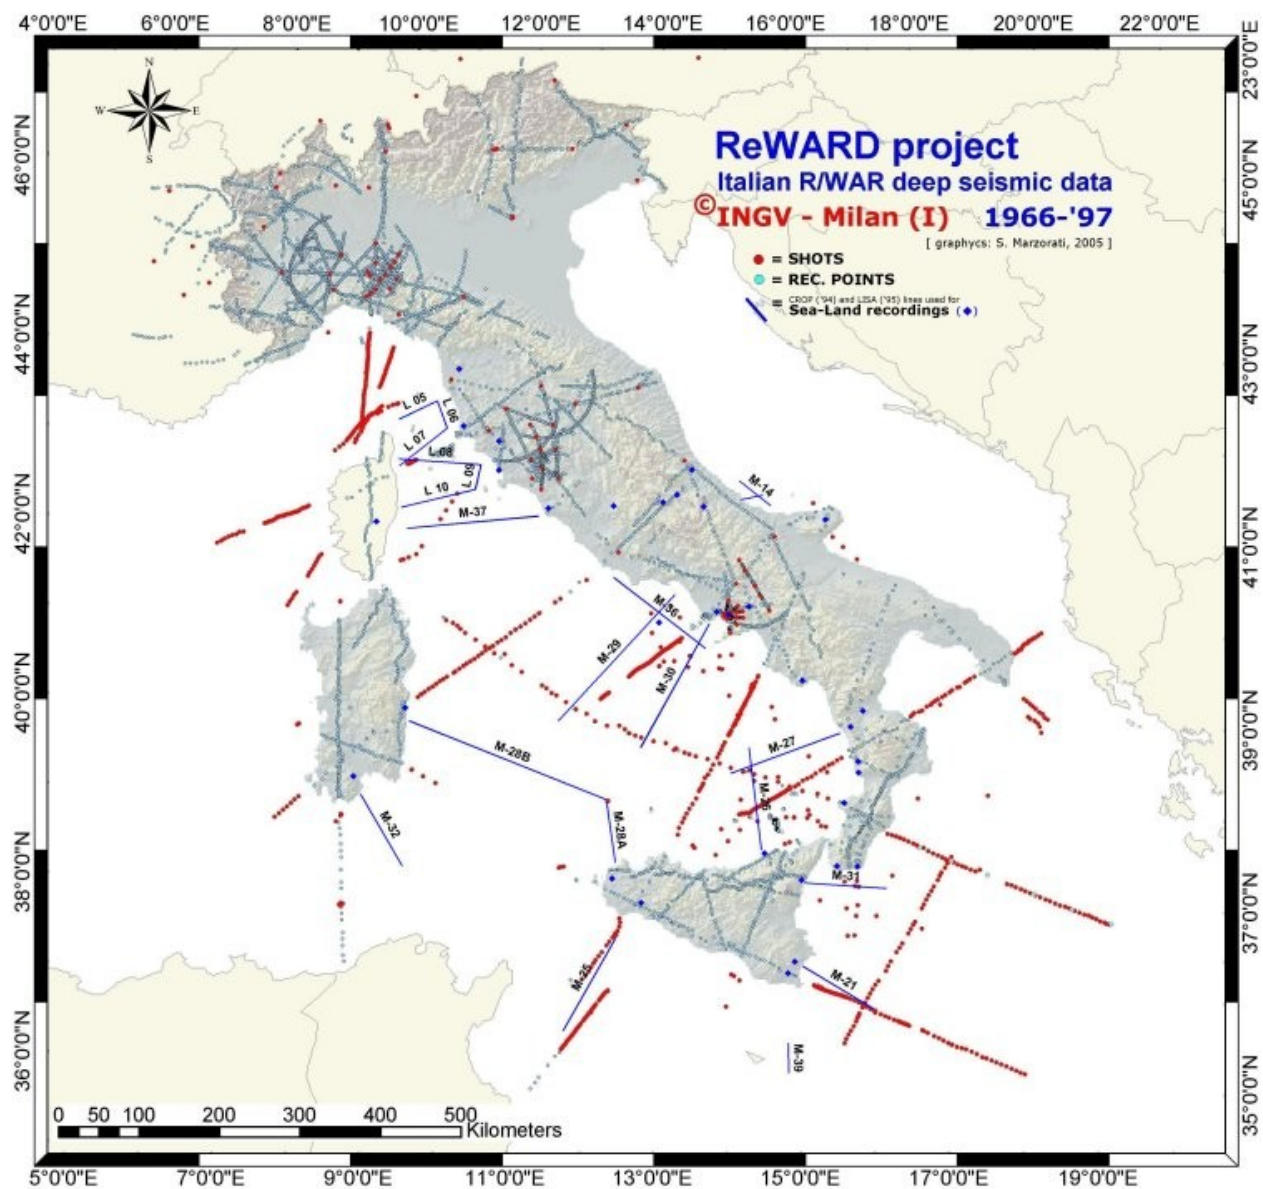 4°0'0"E 6°0'0"E 8°0'0"E 10°0'0"E 12°0'0"E 14°0'0"E 16°0'0"E 18°0'0"E 20°0'0"E 22°0'0"E
N
W E
S
ReWARD project
Italian R/WAR deep seismic data
©INGV - Milan (I) 1966-'97
[ graphycs: S. Marzorati, 2005 ]
= SHOTS
= REC. POINTS
= CROP ('94) and LISA ('95) lines used for
Sea-Land recordings ( )
46°0'0"N
44°0'0"N
42°0'0"N
40°0'0"N
38°0'0"N
36°0'0"N
23°0'0"E
45°0'0"N
43°0'0"N
41°0'0"N
39°0'0"N
37°0'0"N
35°0'0"N
L 05
L 06
L 07
L 08
L 09
L 10
M-37
M-14
M-36
M-29
M-30
M-28B
M-27
M-26
M-32
M-28A
M-31
M-25
M-21
M-39
0 50 100 200 300 400 500
Kilometers
5°0'0"E 7°0'0"E 9°0'0"E 11°0'0"E 13°0'0"E 15°0'0"E 17°0'0"E 19°0'0"E